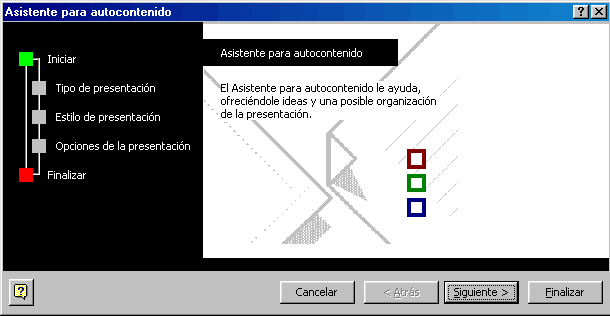 Asistente para autocontenido
Iniciar
Tipo de presentación
Estilo de presentación
Opciones de la presentación
Finalizar
Asistente para autocontenido
El Asistente para autocontenido le ayuda,
ofreciéndole ideas y una posible organización
de la presentación.
Cancelar
< Atrás
Siguiente >
Finalizar